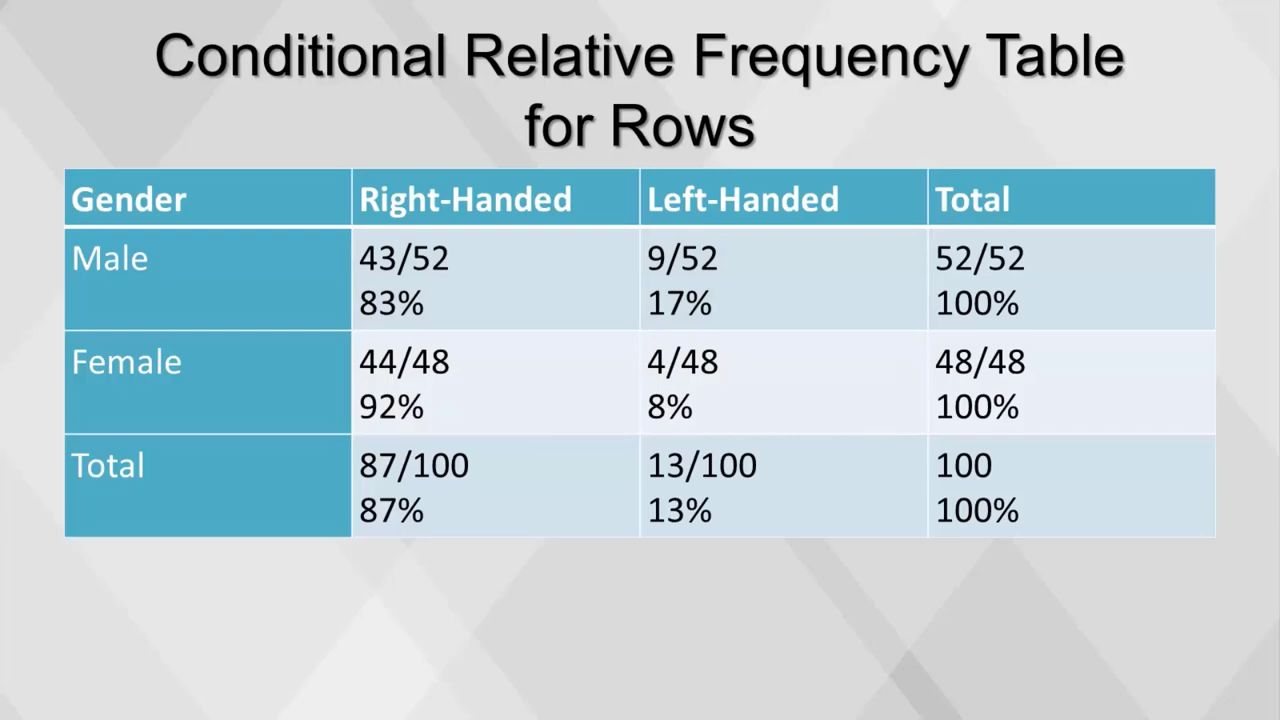 Conditional Relative Frequency Table
for Rows
Gender Right-Handed Left-Handed Total
Male 43/52 9/52 52/52
83% 17% 100%
Female 44/48 4/48 48/48
92% 8% 100%
Total 87/100 13/100 100
87% 13% 100%